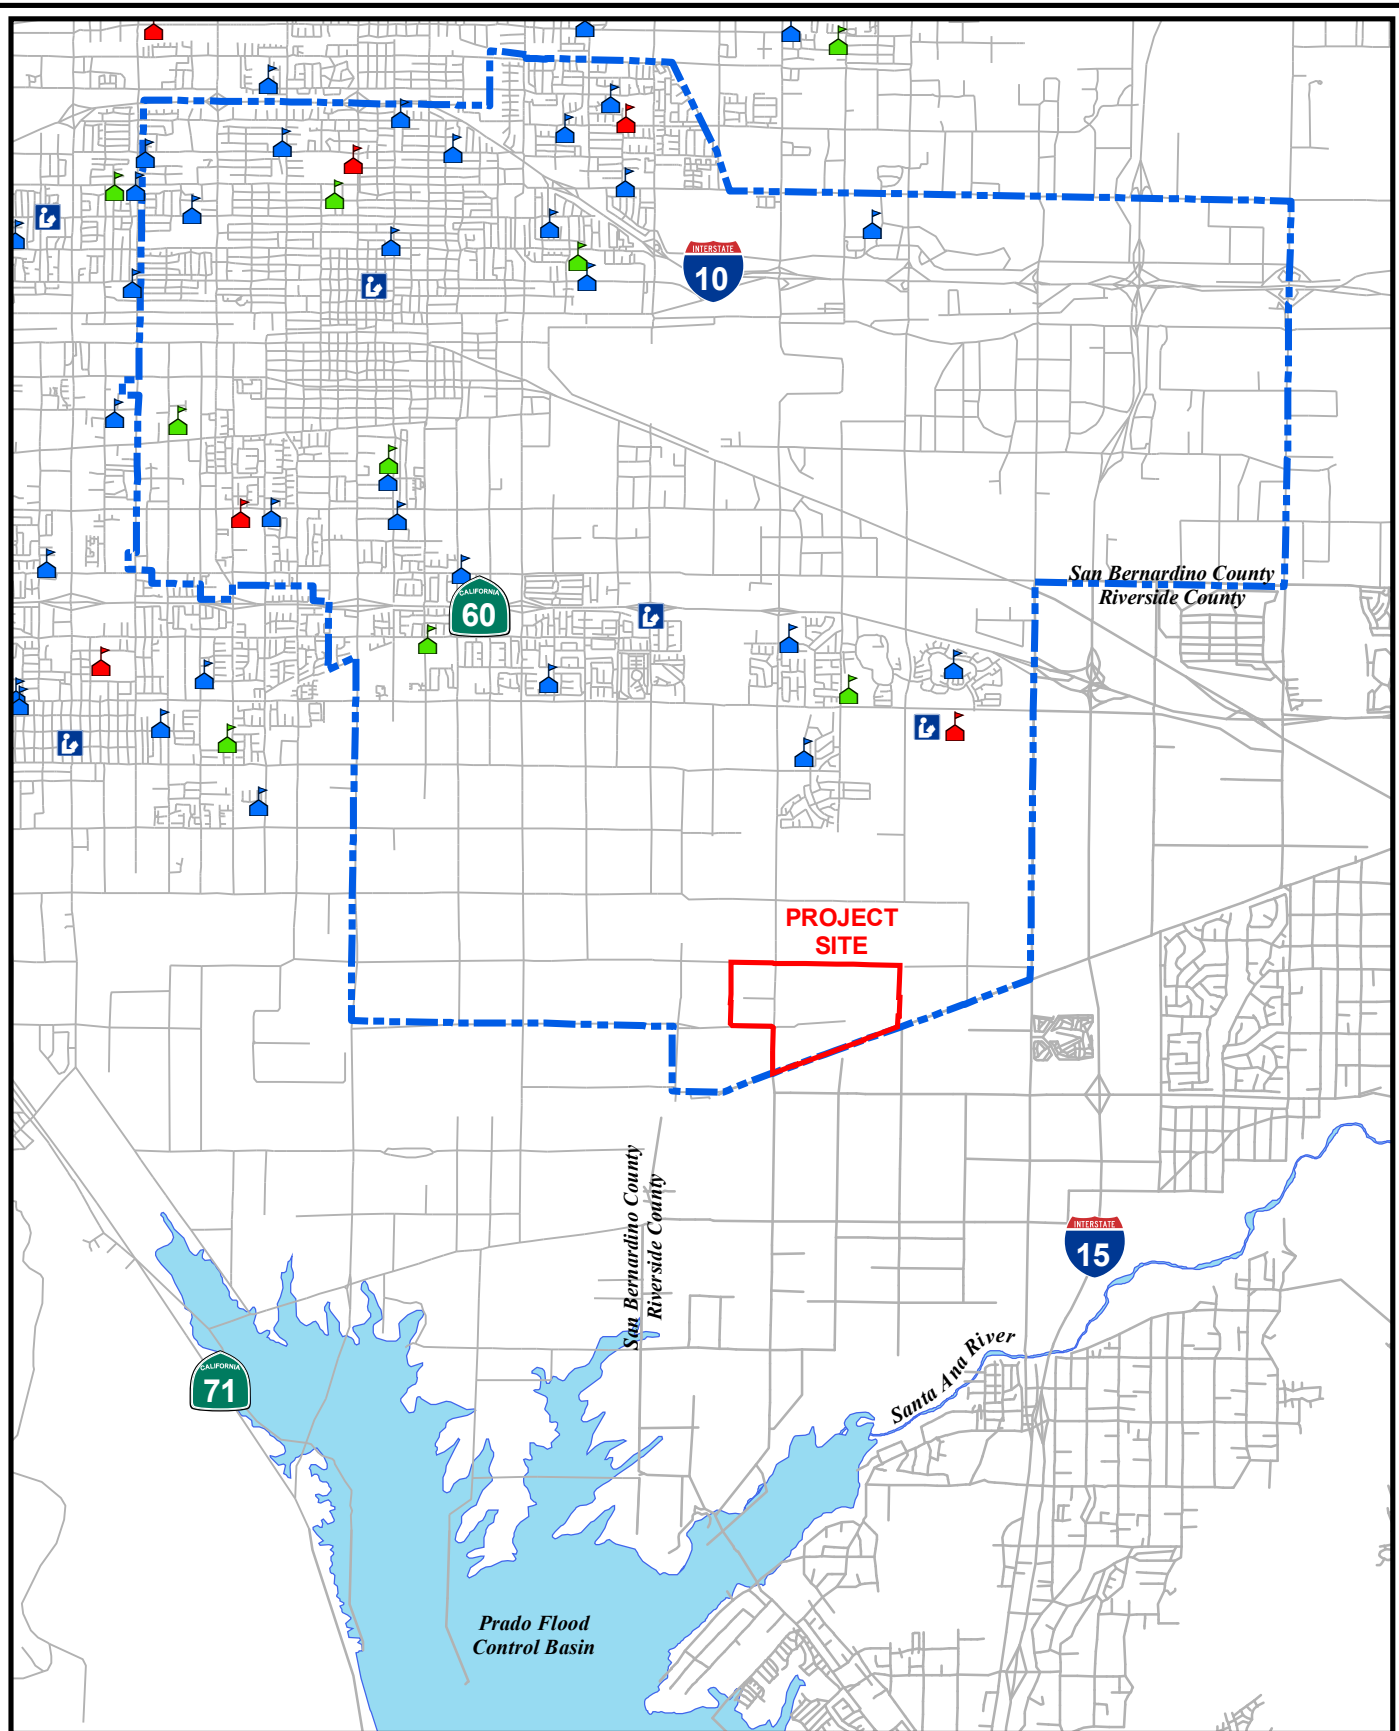 INTERSTATE
10
San Bernardino County
Riverside County
CALIFORNIA
60
PROJECT
SITE
San Bernardino County
Riverside County
INTERSTATE
15
Santa Ana River
CALIFORNIA
71
Prado Flood
Control Basin